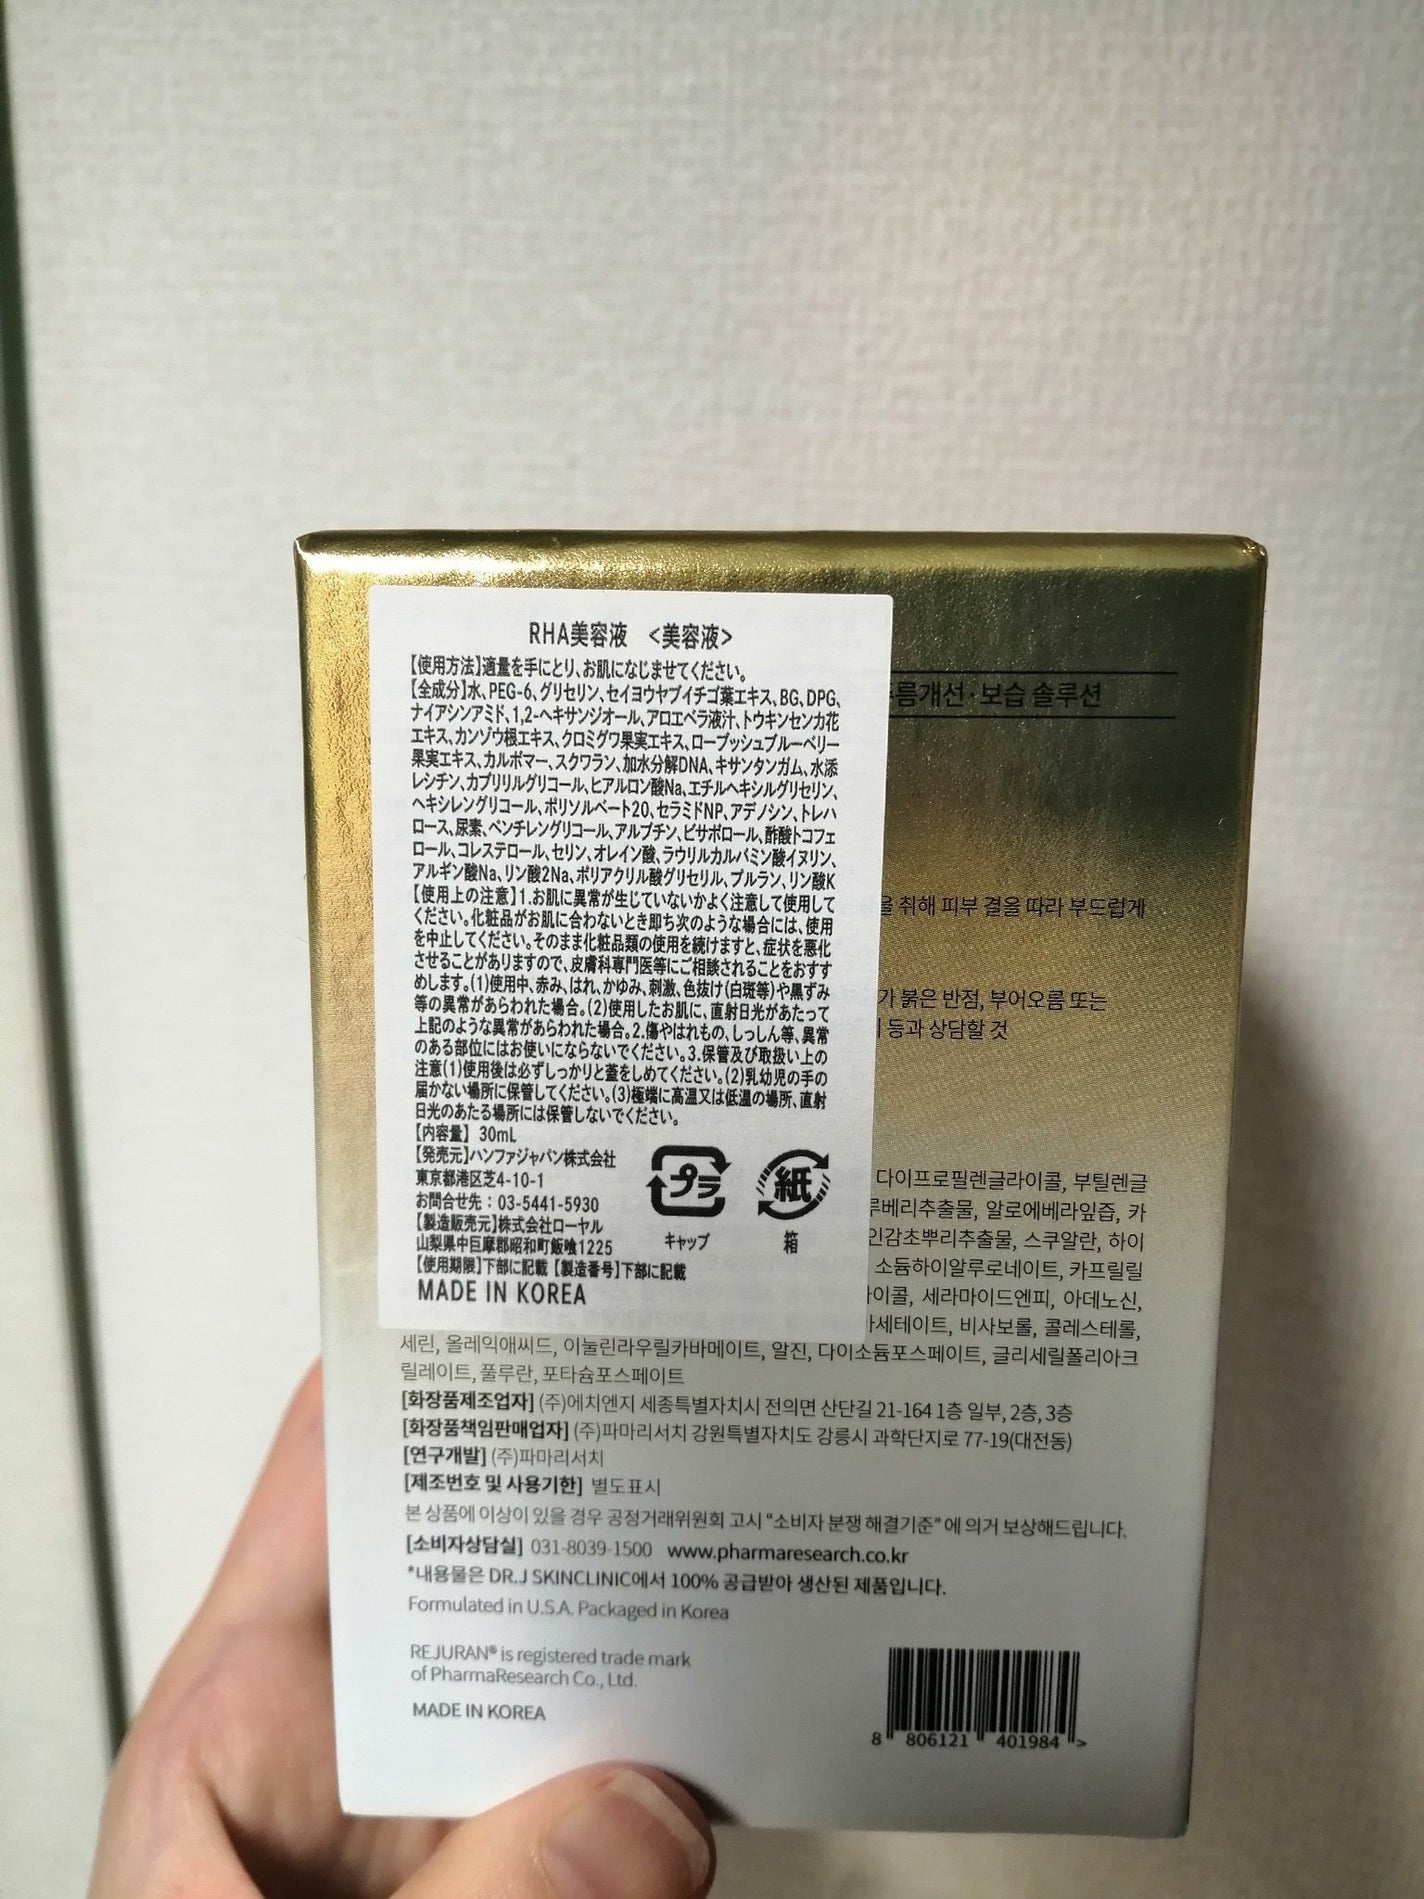 RHA美容液　<美容液>
【使用方法】適量を手にとり、お肌になじませてください。
【全成分】水、PEG-6、グリセリン、セイヨウヤブイチゴ葉エキス、BG、DPG、
ナイアシンアミド、1,2-ヘキサンジオール、アロエベラ液汁、トウキンセンカ花
エキス、カンゾウ根エキス、クロミグワ果実エキス、ローブッシュブルーベリー
果実エキス、カルボマー、スクワラン、加水分解DNA、キサンタンガム、水添
レシチン、カプリリルグリコール、ヒアルロン酸Na、エチルヘキシルグリセリン、
ヘキシレングリコール、ポリソルベート20、セラミドNP、アデノシン、トレハ
ロース、尿素、ペンチレングリコール、アルブチン、ビサボロール、酢酸トコフェ
ロール、コレステロール、セリン、オレイン酸、ラウリルカルバミン酸イヌリン、
アルギン酸Na、リン酸2Na、ポリアクリル酸グリセリル、プルラン、リン酸K
【使用上の注意】1.お肌に異常が生じていないかよく注意して使用して
ください。化粧品がお肌に合わないとき即ち次のような場合には、使用
を中止してください。そのまま化粧品類の使用を続けますと、症状を悪化
させることがありますので、皮膚科専門医等にご相談されることをおすす
めします。(1)使用中、赤み、はれ、かゆみ、刺激、色抜け(白斑等)や黒ずみ
等の異常があらわれた場合。(2)使用したお肌に、直射日光があたって
上記のような異常があらわれた場合。2.傷やはれもの、しっしん等、異常
のある部位にはお使いにならないでください。3.保管及び取扱い上の
注意(1)使用後は必ずしっかりと蓋をしめてください。(2)乳幼児の手の
届かない場所に保管してください。(3)極端に高温又は低温の場所、直射
日光のあたる場所には保管しないでください。
【内容量】 30mL
【発売元】ハンファジャパン株式会社
東京都港区芝4-10-1
お問合せ先：03-5441-5930
【製造販売元】株式会社ローヤル
山梨県中巨摩郡昭和町飯喰1225
【使用期限】下部に記載【製造番号】下部に記載
MADE IN KOREA
プラ
キャップ
紙
箱
주름개선·보습 솔루션
을 취해 피부 결을 따라 부드럽게
가 붉은 반점, 부어오름 또는
등과 상담할 것
다이프로필렌글라이콜, 부틸렌글
루베리추출물, 알로에베라잎즙, 카
인감초뿌리추출물, 스쿠알란, 하이
소듐하이알루로네이트, 카프릴릴
이콜, 세라마이드엔피, 아데노신,
아세테이트, 비사보롤, 콜레스테롤,
세린, 올레익애씨드, 이눌린라우릴카바메이트, 알진, 다이소듐포스페이트, 글리세릴폴리아크
릴레이트, 풀루란, 포타슘포스페이트
[화장품제조업자] (주)에치엔지 세종특별자치시 전의면 산단길 21-164 1층 일부, 2층, 3층
[화장품책임판매업자] (주)파마리서치 강원특별자치도 강릉시 과학단지로 77-19(대전동)
[연구개발] (주)파마리서치
[제조번호 및 사용기한] 별도표시
본 상품에 이상이 있을 경우 공정거래위원회 고시 “소비자 분쟁 해결기준” 에 의거 보상해드립니다.
[소비자상담실] 031-8039-1500 www.pharmaresearch.co.kr
*내용물은 DR.J SKINCLINIC에서 100% 공급받아 생산된 제품입니다.
Formulated in U.S.A. Packaged in Korea
REJURAN® is registered trade mark
of PharmaResearch Co., Ltd.
MADE IN KOREA
8 806121 401984 >